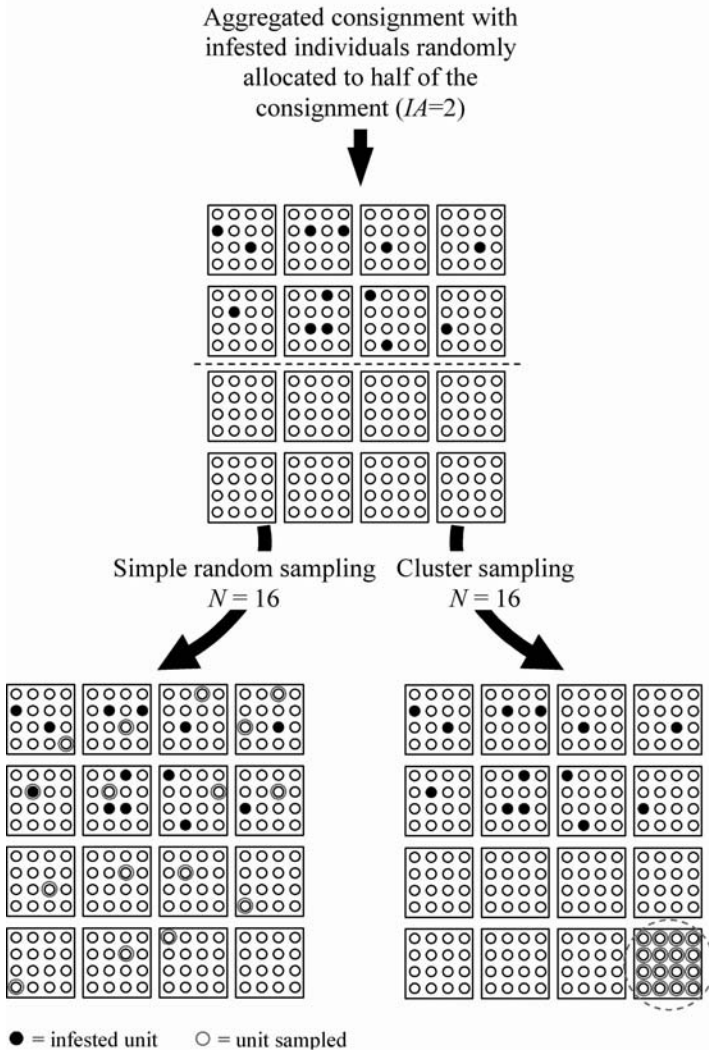 Aggregated consignment with
infested individuals randomly
allocated to half of the
consignment (IA=2)
Simple random sampling
N = 16
Cluster sampling
N = 16
= infested unit
= unit sampled